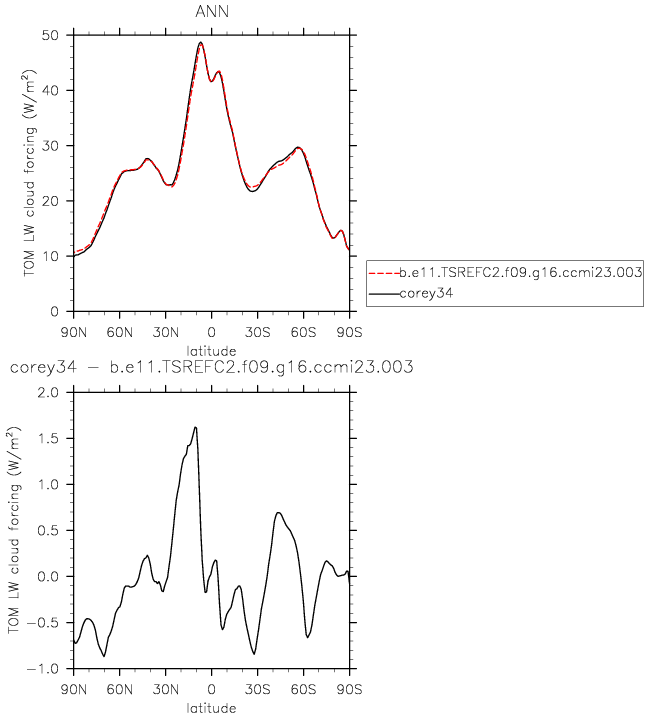 ANN
TOM LW cloud forcing (W/m²)
50
40
30
20
10
0
90N 60N 30N 0 30S 60S 90S
latitude
b.e11.TSREFC2.f09.g16.ccmi23.003
corey34
corey34 − b.e11.TSREFC2.f09.g16.ccmi23.003
TOM LW cloud forcing (W/m²)
2.0
1.5
1.0
0.5
0.0
−0.5
−1.0
90N 60N 30N 0 30S 60S 90S
latitude